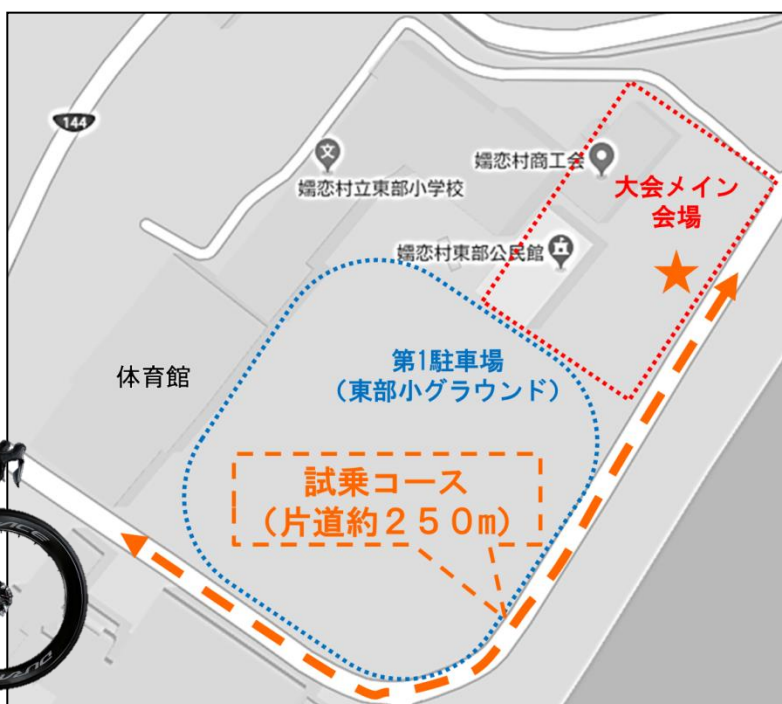 144
嬬恋村立東部小学校
嬬恋村商工会
大会メイン
会場
嬬恋村東部公民館
第1駐車場
（東部小グラウンド）
体育館
試乗コース
（片道約２５０ｍ）